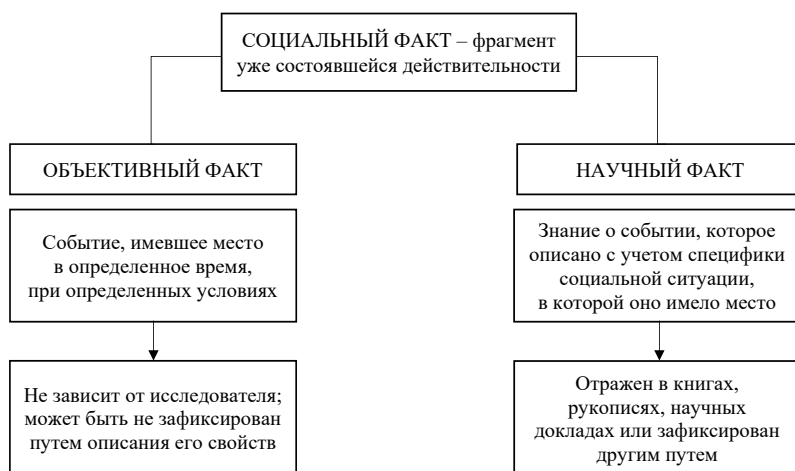 СОЦИАЛЬНЫЙ ФАКТ – фрагмент
уже состоявшейся действительности
ОБЪЕКТИВНЫЙ ФАКТ
Событие, имевшее место
в определенное время,
при определенных условиях
Не зависит от исследователя;
может быть не зафиксирован
путем описания его свойств
НАУЧНЫЙ ФАКТ
Знание о событии, которое
описано с учетом специфики
социальной ситуации,
в которой оно имело место
Отражен в книгах,
рукописях, научных
докладах или зафиксирован
другим путем